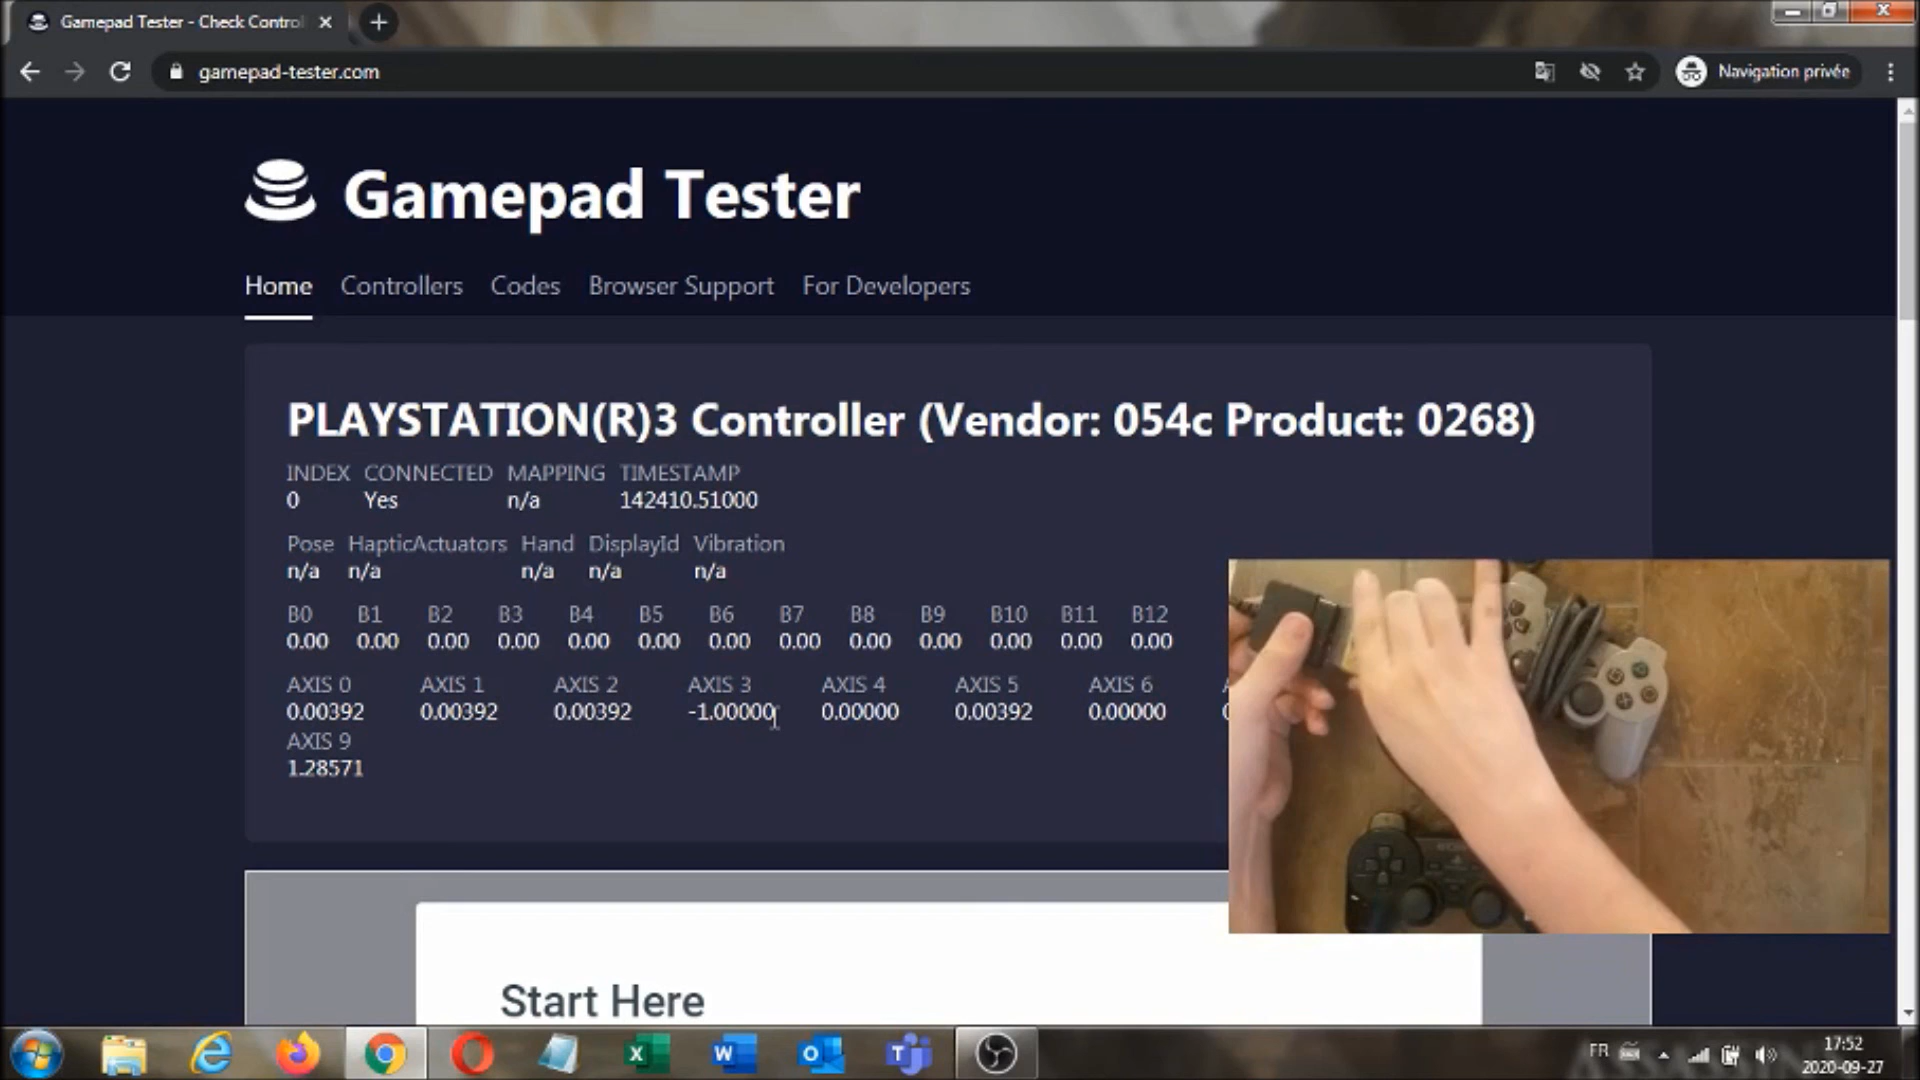 Gamepad Tester - Check Control
gamepad-tester.com
Navigation privée
Gamepad Tester
Home Controllers Codes Browser Support For Developers
PLAYSTATION(R)3 Controller (Vendor: 054c Product: 0268)
INDEX CONNECTED MAPPING TIMESTAMP
0 Yes n/a 142410.51000
Pose HapticActuators Hand DisplayId Vibration
n/a n/a n/a n/a n/a
B0 B1 B2 B3 B4 B5 B6 B7 B8 B9 B10 B11 B12
0.00 0.00 0.00 0.00 0.00 0.00 0.00 0.00 0.00 0.00 0.00 0.00 0.00
AXIS 0 AXIS 1 AXIS 2 AXIS 3 AXIS 4 AXIS 5 AXIS 6
0.00392 0.00392 0.00392 -1.00000 0.00000 0.00392 0.00000
AXIS 9
1.28571
Start Here
FR
17:52
2020-09-27